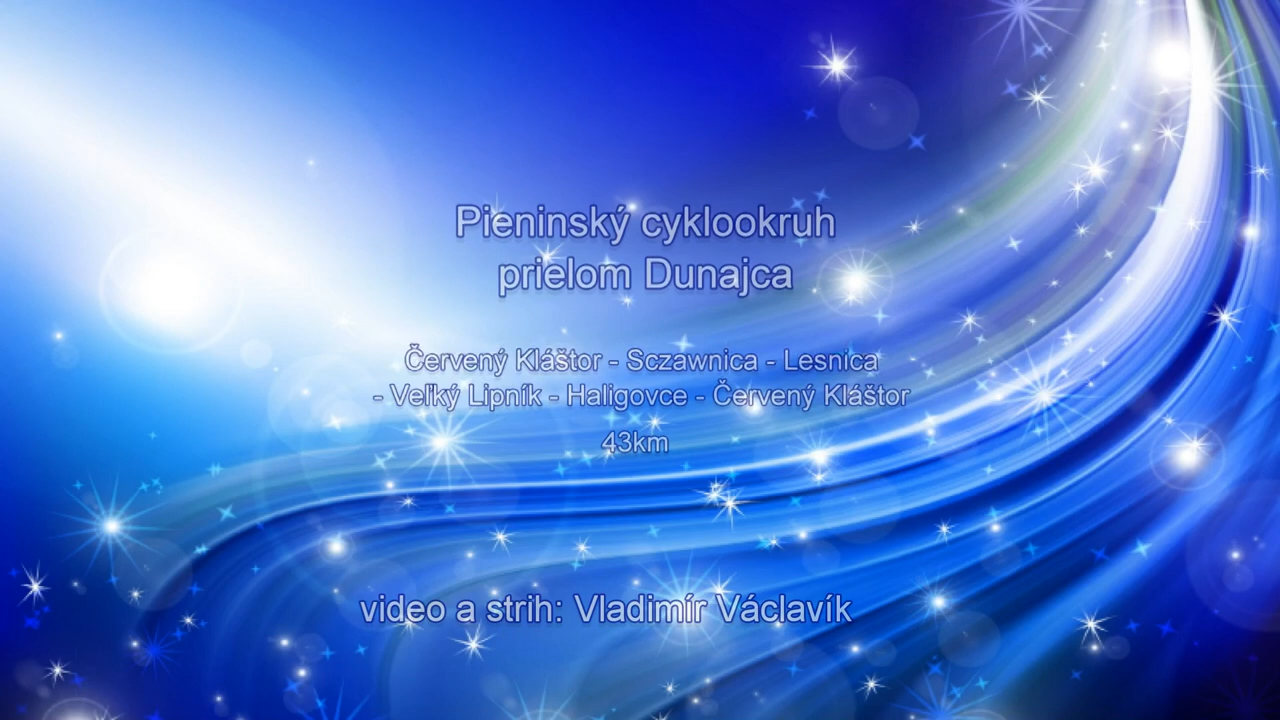 Pieninský cyklookruh
prielom Dunajca
Červený Kláštor - Sczawnica - Lesnica
- Veľký Lipník - Haligovce - Červený Kláštor
43km
video a strih: Vladimír Václavík